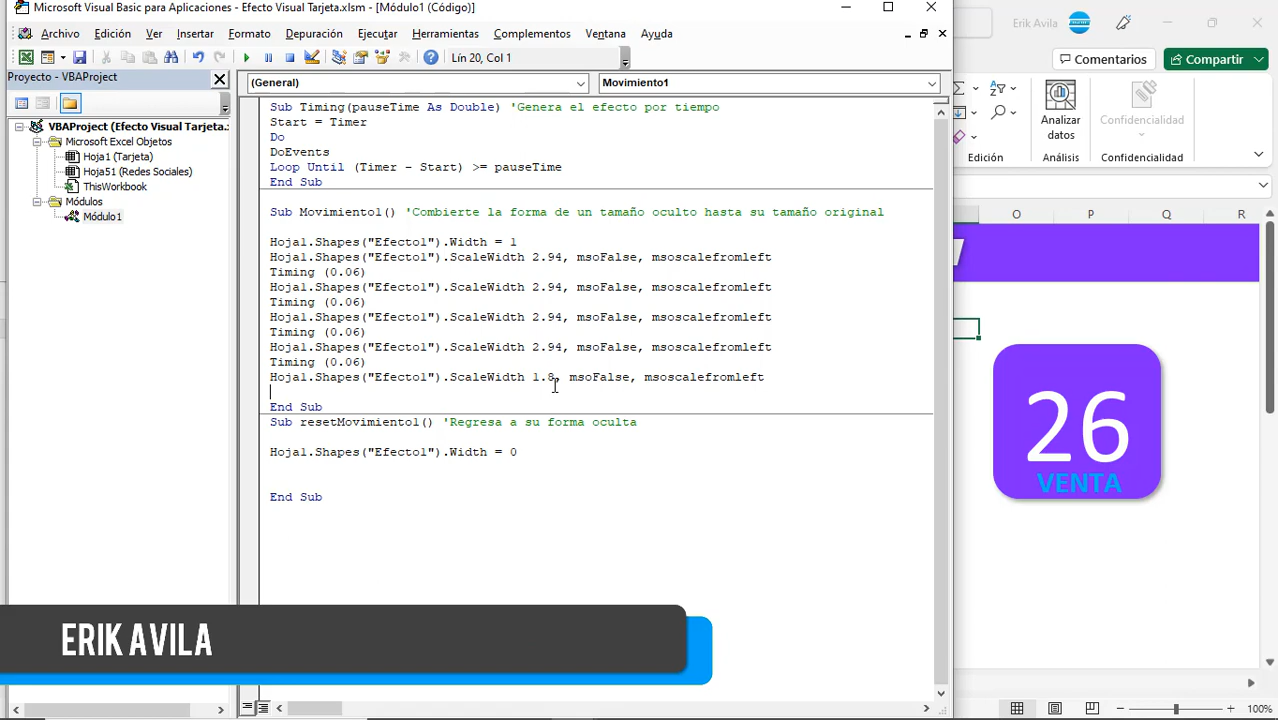 Microsoft Visual Basic para Aplicaciones - Efecto Visual Tarjeta.xlsm - [Módulo1 (Código)]
Archivo Edición Ver Insertar Formato Depuración Ejecutar Herramientas Complementos Ventana Ayuda
Lín 20, Col 1
Proyecto - VBAProject
VBAProject (Efecto Visual Tarjeta.
Microsoft Excel Objetos
Hoja1 (Tarjeta)
Hoja51 (Redes Sociales)
ThisWorkbook
Módulos
Módulo1
(General)
Movimiento1
Sub Timing(pauseTime As Double) 'Genera el efecto por tiempo
Start = Timer
Do
DoEvents
Loop Until (Timer - Start) >= pauseTime
End Sub
Sub Movimiento1() 'Combierte la forma de un tamaño oculto hasta su tamaño original
Hoja1.Shapes("Efecto1").Width = 1
Hoja1.Shapes("Efecto1").ScaleWidth 2.94, msoFalse, msoscalefromleft
Timing (0.06)
Hoja1.Shapes("Efecto1").ScaleWidth 2.94, msoFalse, msoscalefromleft
Timing (0.06)
Hoja1.Shapes("Efecto1").ScaleWidth 2.94, msoFalse, msoscalefromleft
Timing (0.06)
Hoja1.Shapes("Efecto1").ScaleWidth 2.94, msoFalse, msoscalefromleft
Timing (0.06)
Hoja1.Shapes("Efecto1").ScaleWidth 1.8, msoFalse, msoscalefromleft
End Sub
Sub resetMovimiento1() 'Regresa a su forma oculta
Hoja1.Shapes("Efecto1").Width = 0
End Sub
Erik Avila
Comentarios
Compartir
Analizar datos
Confidencialidad
Edición
Análisis
Confidencialidad
O P Q R
26
VENTA
ERIK AVILA
100%